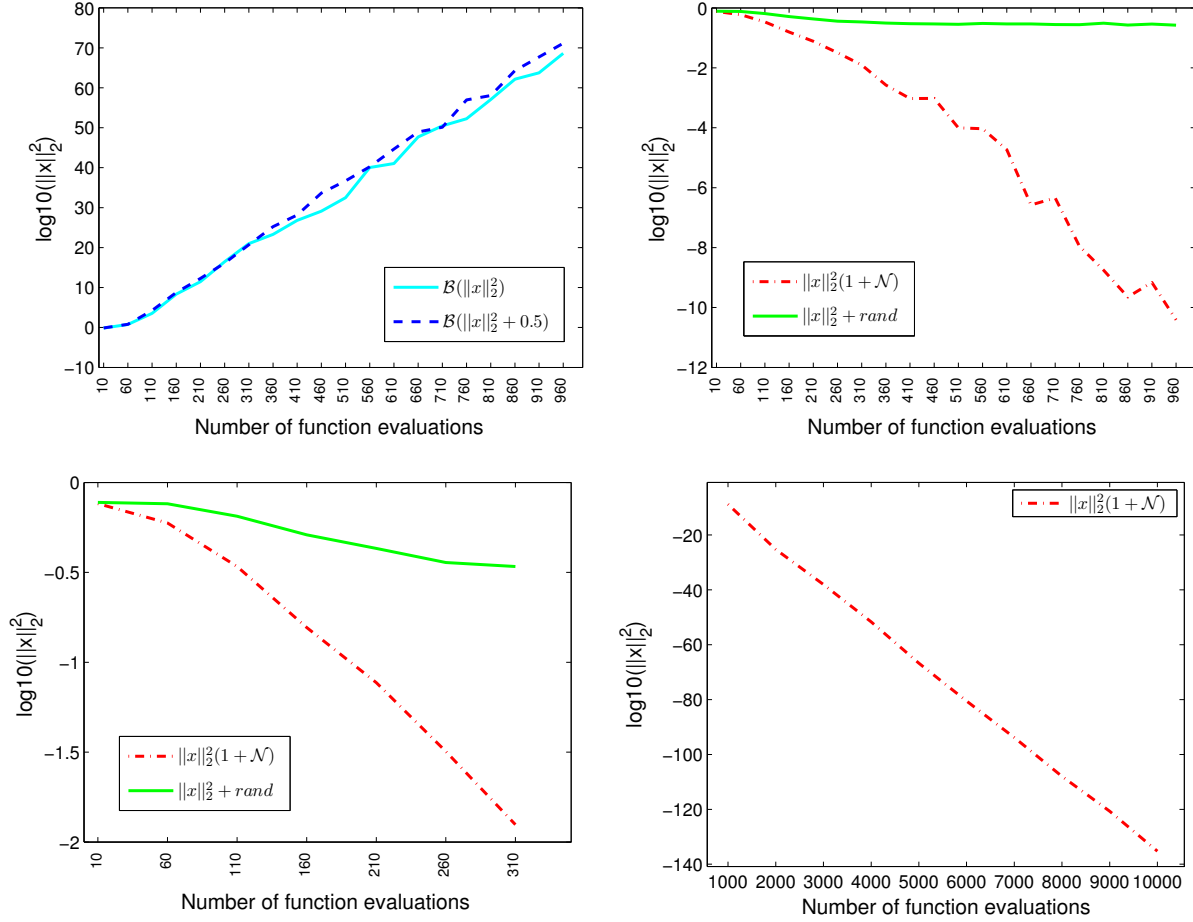 80
70
60
50
40
30
20
10
0
−10
log10(||x||₂²)
𝓑(||x||₂²)
𝓑(||x||₂² + 0.5)
10 60 110 160 210 260 310 360 410 460 510 560 610 660 710 760 810 860 910 960
Number of function evaluations
0
−2
−4
−6
−8
−10
−12
log10(||x||₂²)
||x||₂²(1 + 𝒩)
||x||₂² + rand
10 60 110 160 210 260 310 360 410 460 510 560 610 660 710 760 810 860 910 960
Number of function evaluations
0
−0.5
−1
−1.5
−2
log10(||x||₂²)
||x||₂²(1 + 𝒩)
||x||₂² + rand
10 60 110 160 210 260 310
Number of function evaluations
−20
−40
−60
−80
−100
−120
−140
log10(||x||₂²)
||x||₂²(1 + 𝒩)
1000 2000 3000 4000 5000 6000 7000 8000 9000 10000
Number of function evaluations